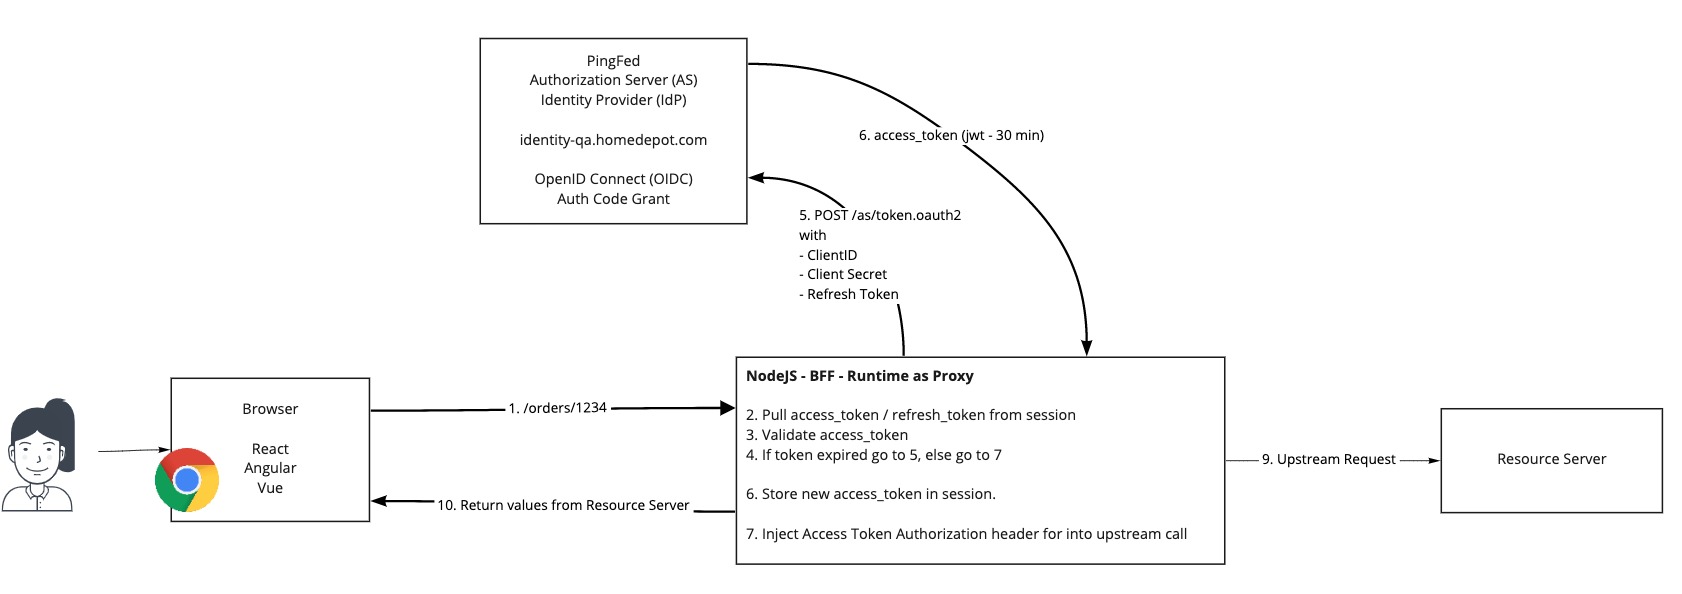 PingFed
Authorization Server (AS)
Identity Provider (IdP)
identity-qa.homedepot.com
OpenID Connect (OIDC)
Auth Code Grant
6. access_token (jwt - 30 min)
5. POST /as/token.oauth2
with
- ClientID
- Client Secret
- Refresh Token
Browser
React
Angular
Vue
1. /orders/1234
10. Return values from Resource Server
NodeJS - BFF - Runtime as Proxy
2. Pull access_token / refresh_token from session
3. Validate access_token
4. If token expired go to 5, else go to 7
6. Store new access_token in session.
7. Inject Access Token Authorization header for into upstream call
9. Upstream Request
Resource Server